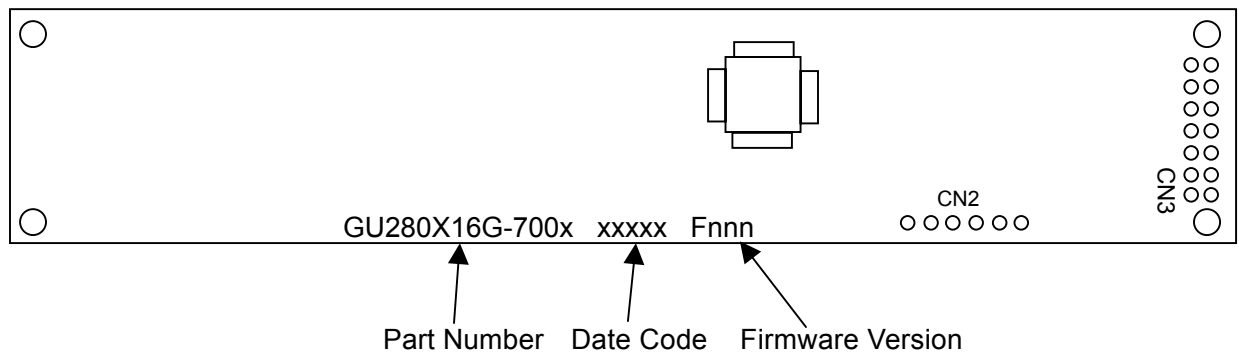 CN3
CN2
GU280X16G-700x xxxxx Fnnn
Part Number Date Code Firmware Version